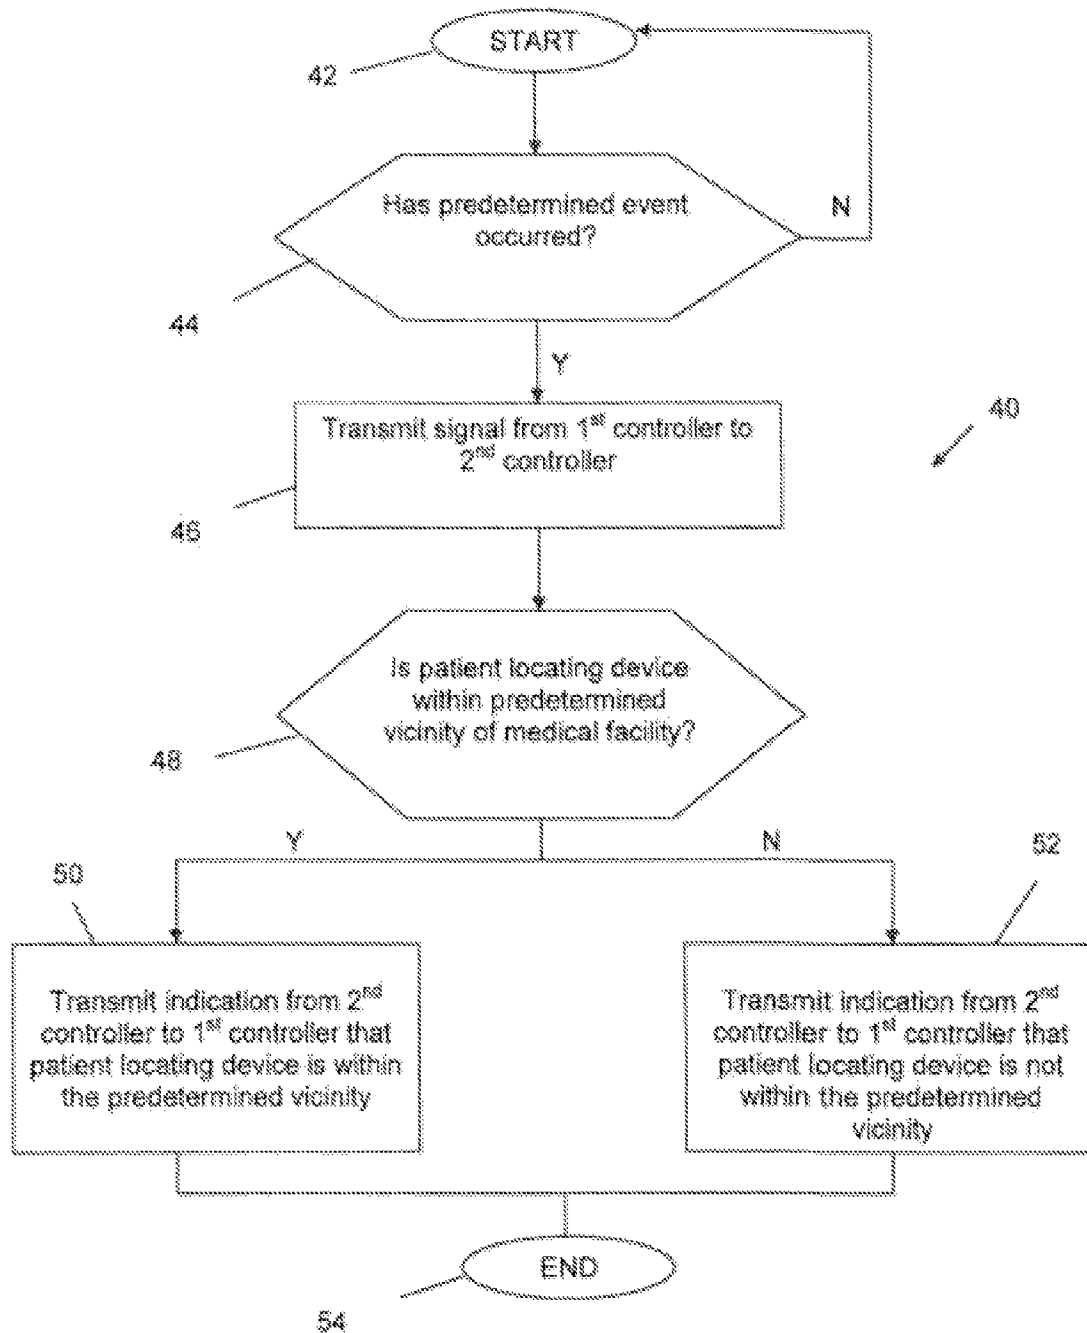 START
42
Has predetermined event
occurred?
N
44
Y
Transmit signal from 1st controller to
2nd controller
40
46
Is patient locating device
within predetermined
vicinity of medical facility?
48
Y
N
50
52
Transmit indication from 2nd
controller to 1st controller that
patient locating device is within
the predetermined vicinity
Transmit indication from 2nd
controller to 1st controller that
patient locating device is not
within the predetermined
vicinity
END
54